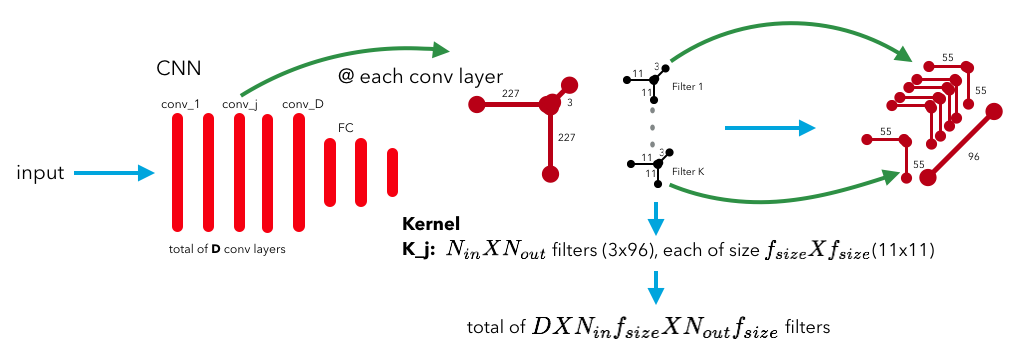 CNN
@ each conv layer
conv_1
conv_j
conv_D
FC
input
total of D conv layers
227
3
227
11
3
11
Filter 1
11
3
11
Filter K
55
55
55
55
96
Kernel
K_j: N_{in}XN_{out} filters (3x96), each of size f_{size}Xf_{size}(11x11)
total of DXN_{in}f_{size}XN_{out}f_{size} filters